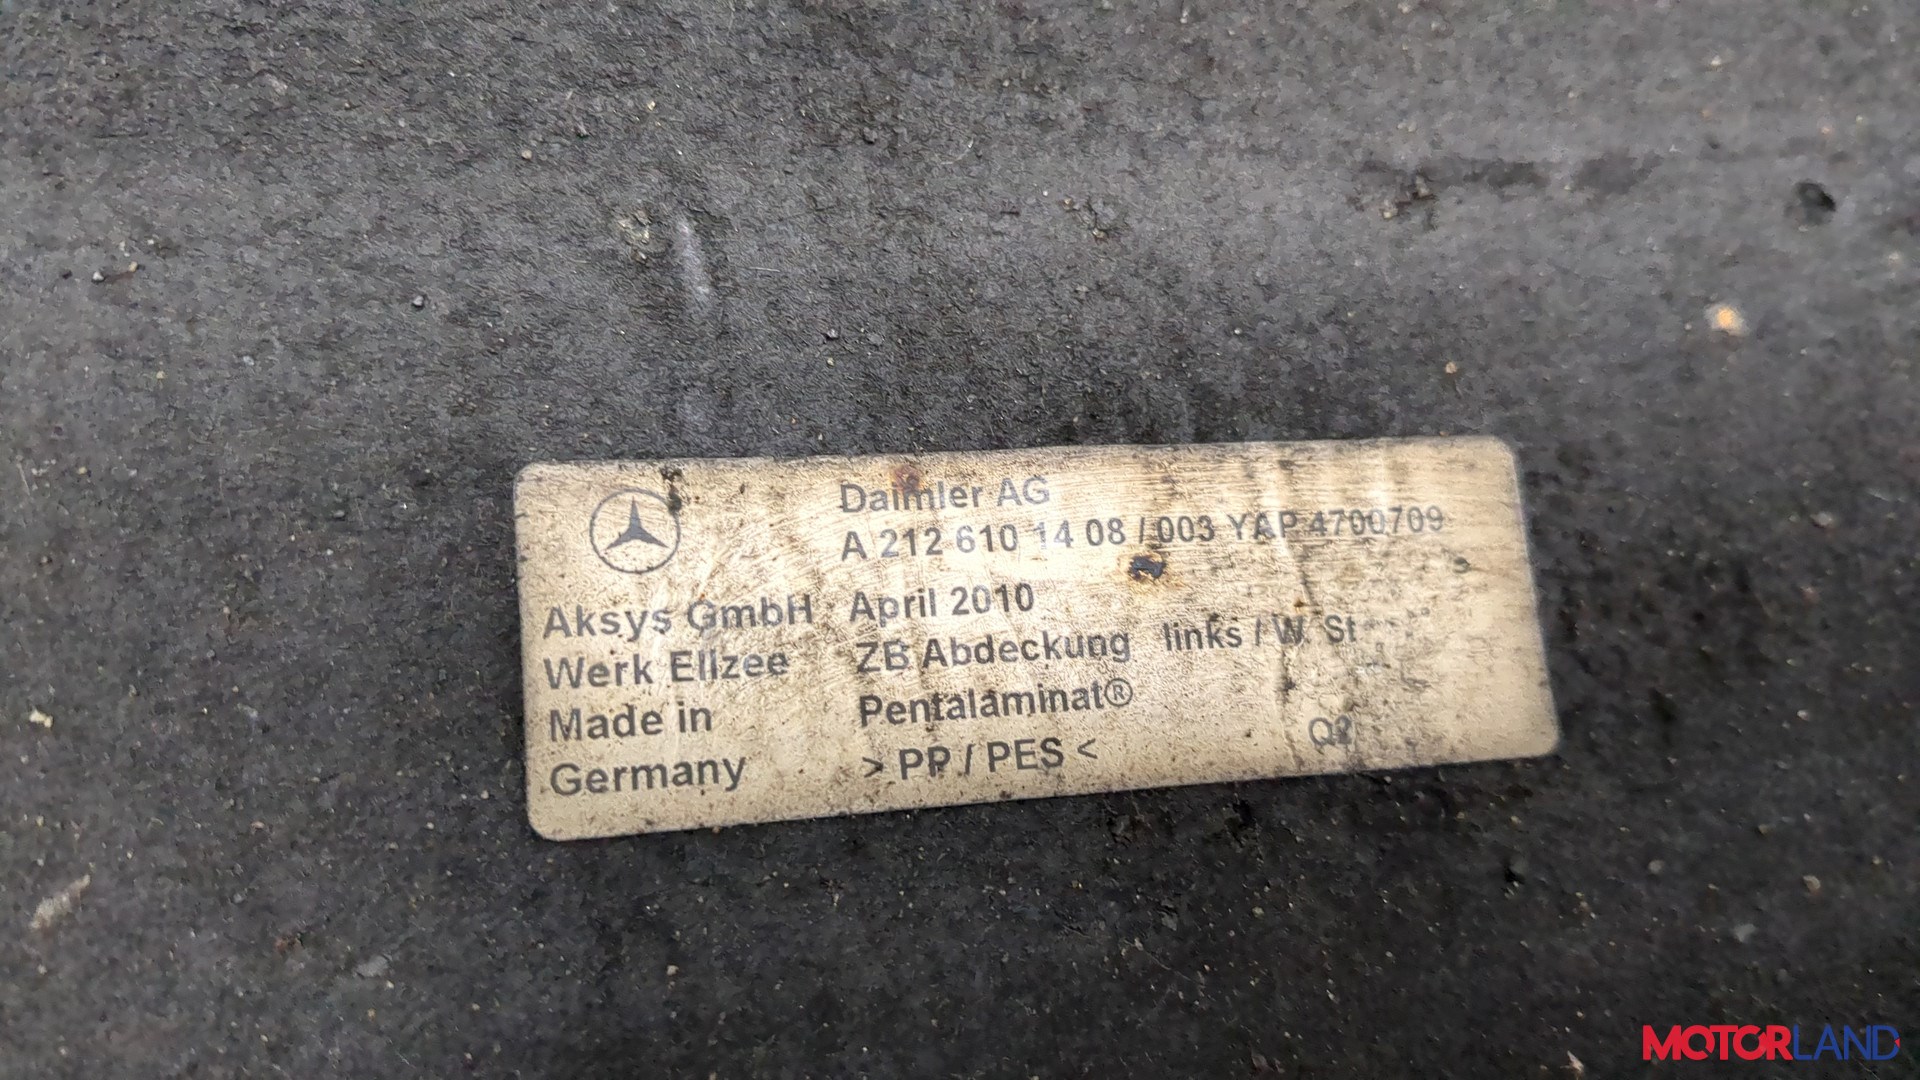 Daimler AG
A 212 610 14 08 / 003 YAP 4700709
Aksys GmbH April 2010
Werk Ellzee ZB Abdeckung links / W. St
Made in Pentalaminat®
Germany > PP / PES < Q2
MOTORLAND